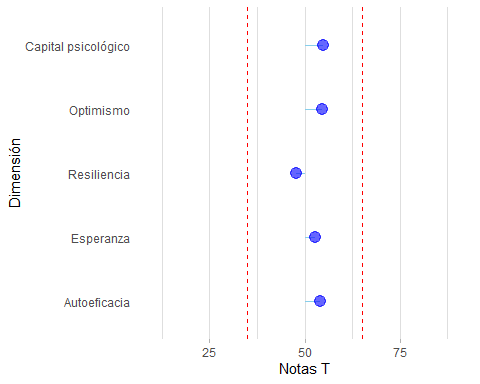 Capital psicológico
Optimismo
Resiliencia
Esperanza
Autoeficacia
Dimensión
25
50
75
Notas T